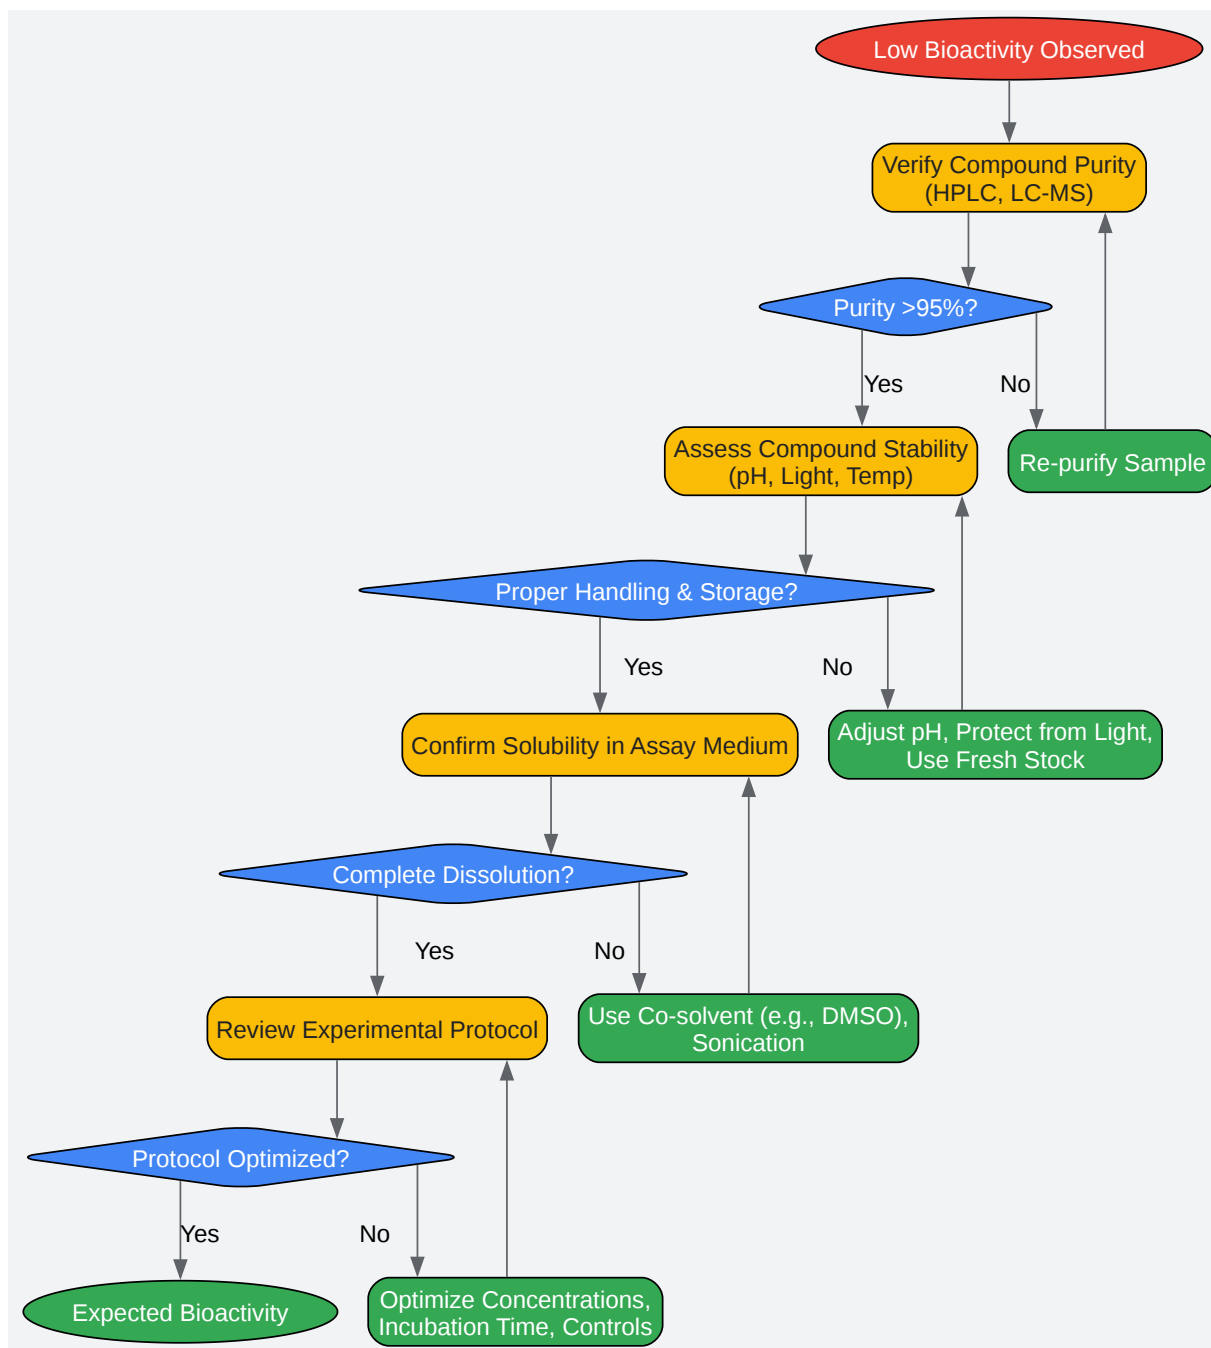 Low Bioactivity Observed
Verify Compound Purity
(HPLC, LC-MS)
Purity >95%?
Yes
No
Assess Compound Stability
(pH, Light, Temp)
Re-purify Sample
Proper Handling & Storage?
Yes
No
Confirm Solubility in Assay Medium
Adjust pH, Protect from Light,
Use Fresh Stock
Complete Dissolution?
Yes
No
Review Experimental Protocol
Use Co-solvent (e.g., DMSO),
Sonication
Protocol Optimized?
Yes
No
Expected Bioactivity
Optimize Concentrations,
Incubation Time, Controls